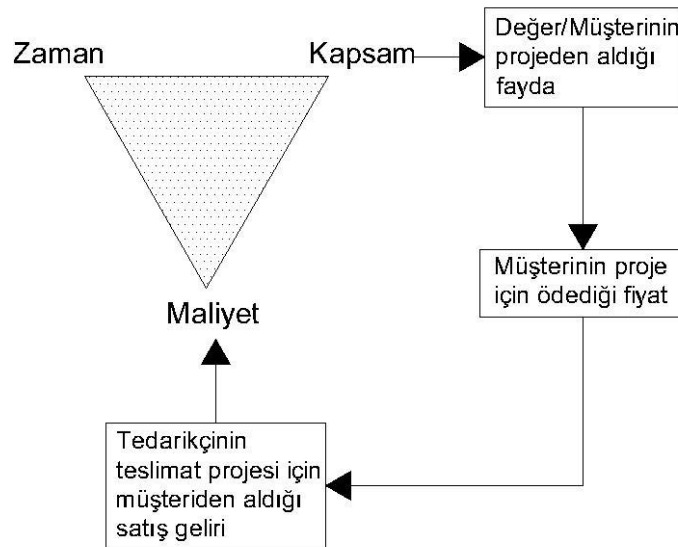 Zaman
Kapsam
Değer/Müşterinin
projeden aldığı
fayda
Müşterinin proje
için ödediği fiyat
Maliyet
Tedarikçinin
teslimat projesi için
müşteriden aldığı
satış geliri